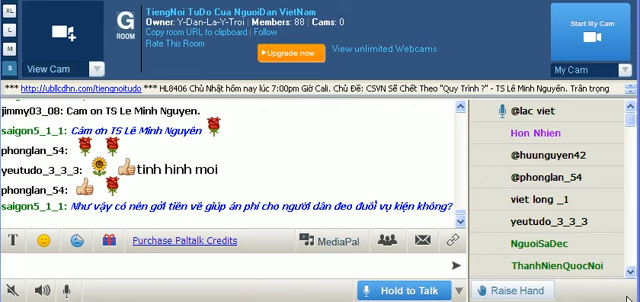 XL
L
M
S
View Cam
G
ROOM
TiengNoi TuDo Cua NguoiDan VietNam
Owner: Y-Dan-La-Y-Troi | Members: 88 | Cams: 0
Copy room URL to clipboard | Follow
Rate This Room
Upgrade now
View unlimited Webcams
Start My Cam
My Cam
*** http://ubllcdhn.com/tiengnoitudo *** HL8406 Chủ Nhật hôm nay lúc 7:00pm Giờ Cali. Chủ Đề: CSVN Sẽ Chết Theo "Quy Trình ?" - TS Lê Minh Nguyên. Trân trọng
jimmy03_08: Cam on TS Le Minh Nguyen.
saigon5_1_1: Cám ơn TS Lê Minh Nguyên
phonglan_54:
yeutudo_3_3_3: tinh hinh moi
phonglan_54:
saigon5_1_1: Như vậy có nên gởi tiền về giúp án phí cho người dân đeo đuổi vụ kiện không?
@lac viet
Hon Nhien
@huunguyen42
@phonglan_54
viet long _1
yeutudo_3_3_3
NguoiSaDec
ThanhNienQuocNoi
T
Purchase Paltalk Credits
MediaPal
Hold to Talk
Raise Hand